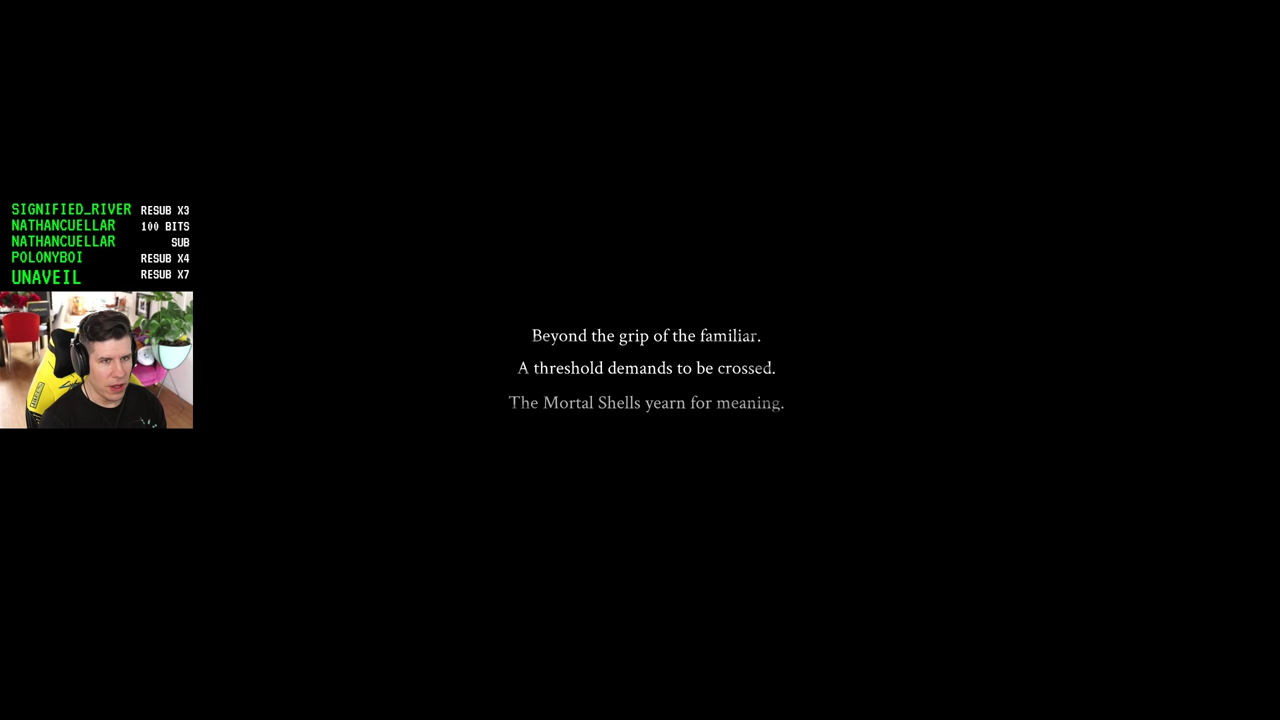 SIGNIFIED_RIVER RESUB X3
NATHANCUELLAR 100 BITS
NATHANCUELLAR SUB
POLONYBOI RESUB X4
UNAVEIL RESUB X7
Beyond the grip of the familiar.
A threshold demands to be crossed.
The Mortal Shells yearn for meaning.